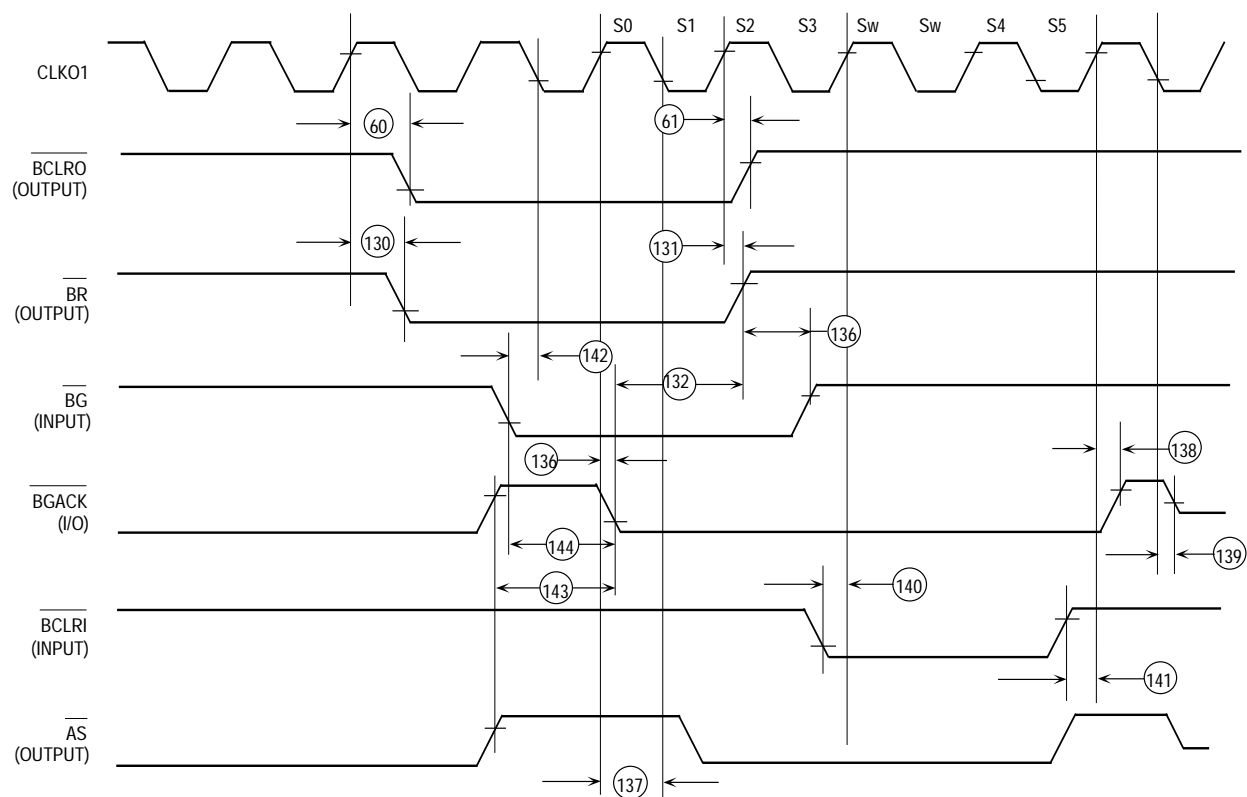 S0 S1 S2 S3 Sw Sw S4 S5
CLKO1
60
61
BCLRO
(OUTPUT)
130
131
BR
(OUTPUT)
136
142
132
BG
(INPUT)
136
138
BGACK
(I/O)
144
139
143
140
BCLRI
(INPUT)
141
AS
(OUTPUT)
137